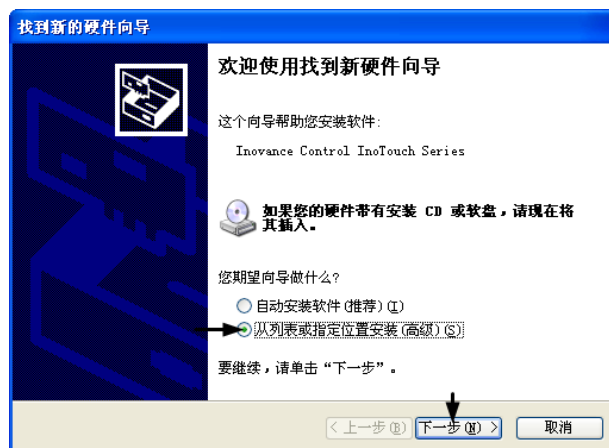 找到新的硬件向导
欢迎使用找到新硬件向导
这个向导帮助您安装软件:
Inovance Control InoTouch Series
如果您的硬件带有安装 CD 或软盘，请现在将
其插入。
您期望向导做什么?
自动安装软件(推荐)(I)
从列表或指定位置安装(高级)(S)
要继续，请单击“下一步”。
< 上一步(B) 下一步(N) > 取消